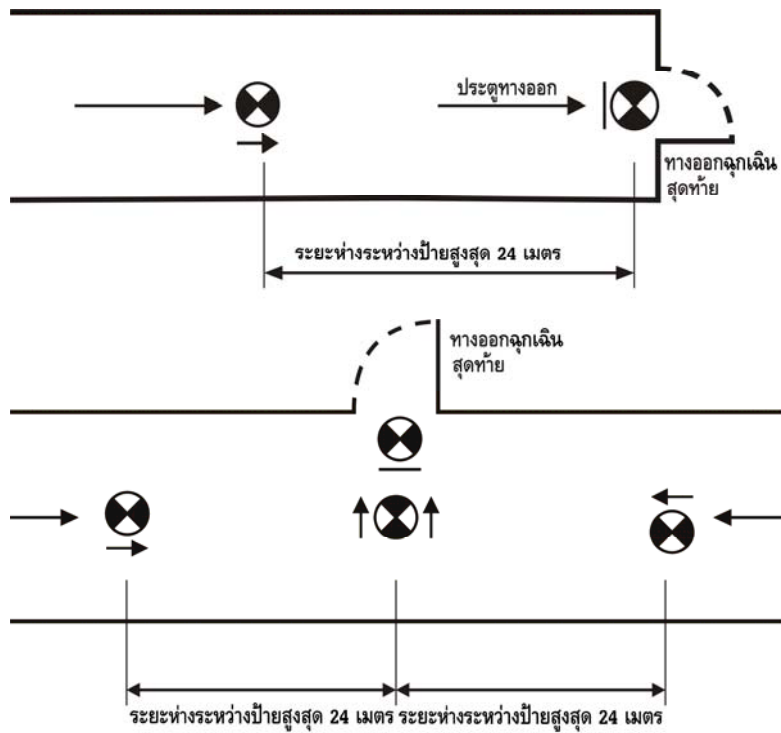 ประตูทางออก
ทางออกฉุกเฉิน
สุดท้าย
ระยะห่างระหว่างป้ายสูงสุด 24 เมตร
ทางออกฉุกเฉิน
สุดท้าย
ระยะห่างระหว่างป้ายสูงสุด 24 เมตร ระยะห่างระหว่างป้ายสูงสุด 24 เมตร